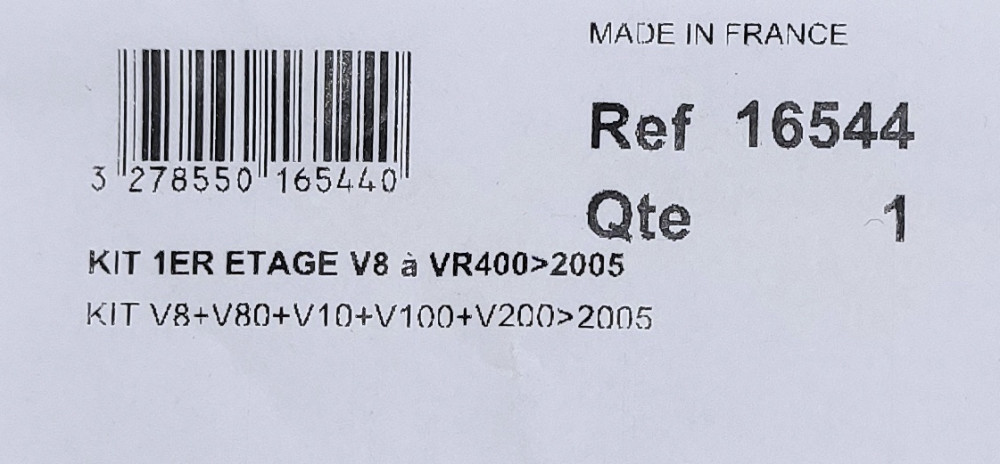 MADE IN FRANCE
Ref 16544
3 278550 165440
Qte 1
KIT 1ER ETAGE V8 à VR400>2005
KIT V8+V80+V10+V100+V200>2005